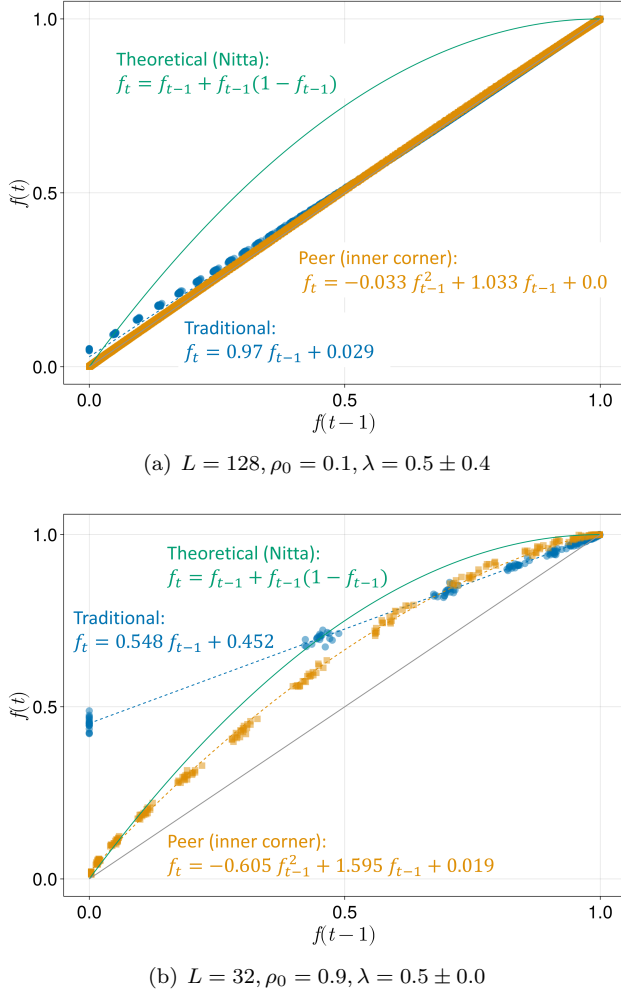 1.0
Theoretical (Nitta):
f_t = f_{t−1} + f_{t−1}(1 − f_{t−1})
f(t)
0.5
Peer (inner corner):
f_t = −0.033 f_{t−1}^2 + 1.033 f_{t−1} + 0.0
Traditional:
f_t = 0.97 f_{t−1} + 0.029
0.0
0.0 0.5 1.0
f(t − 1)
(a) L = 128, ρ_0 = 0.1, λ = 0.5 ± 0.4
1.0
Theoretical (Nitta):
f_t = f_{t−1} + f_{t−1}(1 − f_{t−1})
Traditional:
f_t = 0.548 f_{t−1} + 0.452
f(t)
0.5
Peer (inner corner):
f_t = −0.605 f_{t−1}^2 + 1.595 f_{t−1} + 0.019
0.0
0.0 0.5 1.0
f(t − 1)
(b) L = 32, ρ_0 = 0.9, λ = 0.5 ± 0.0